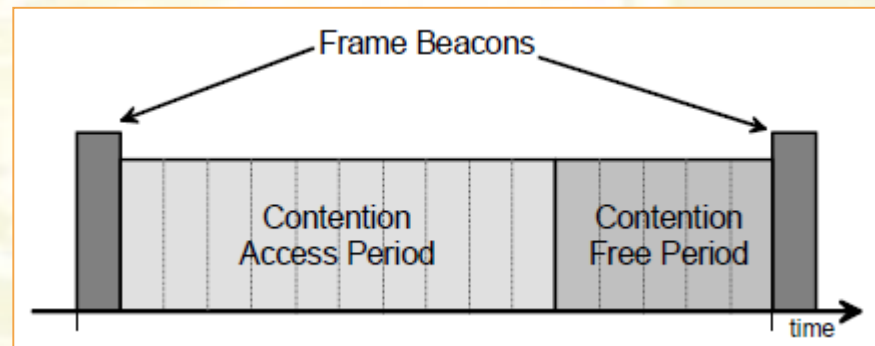 Frame Beacons
Contention
Access Period
Contention
Free Period
time